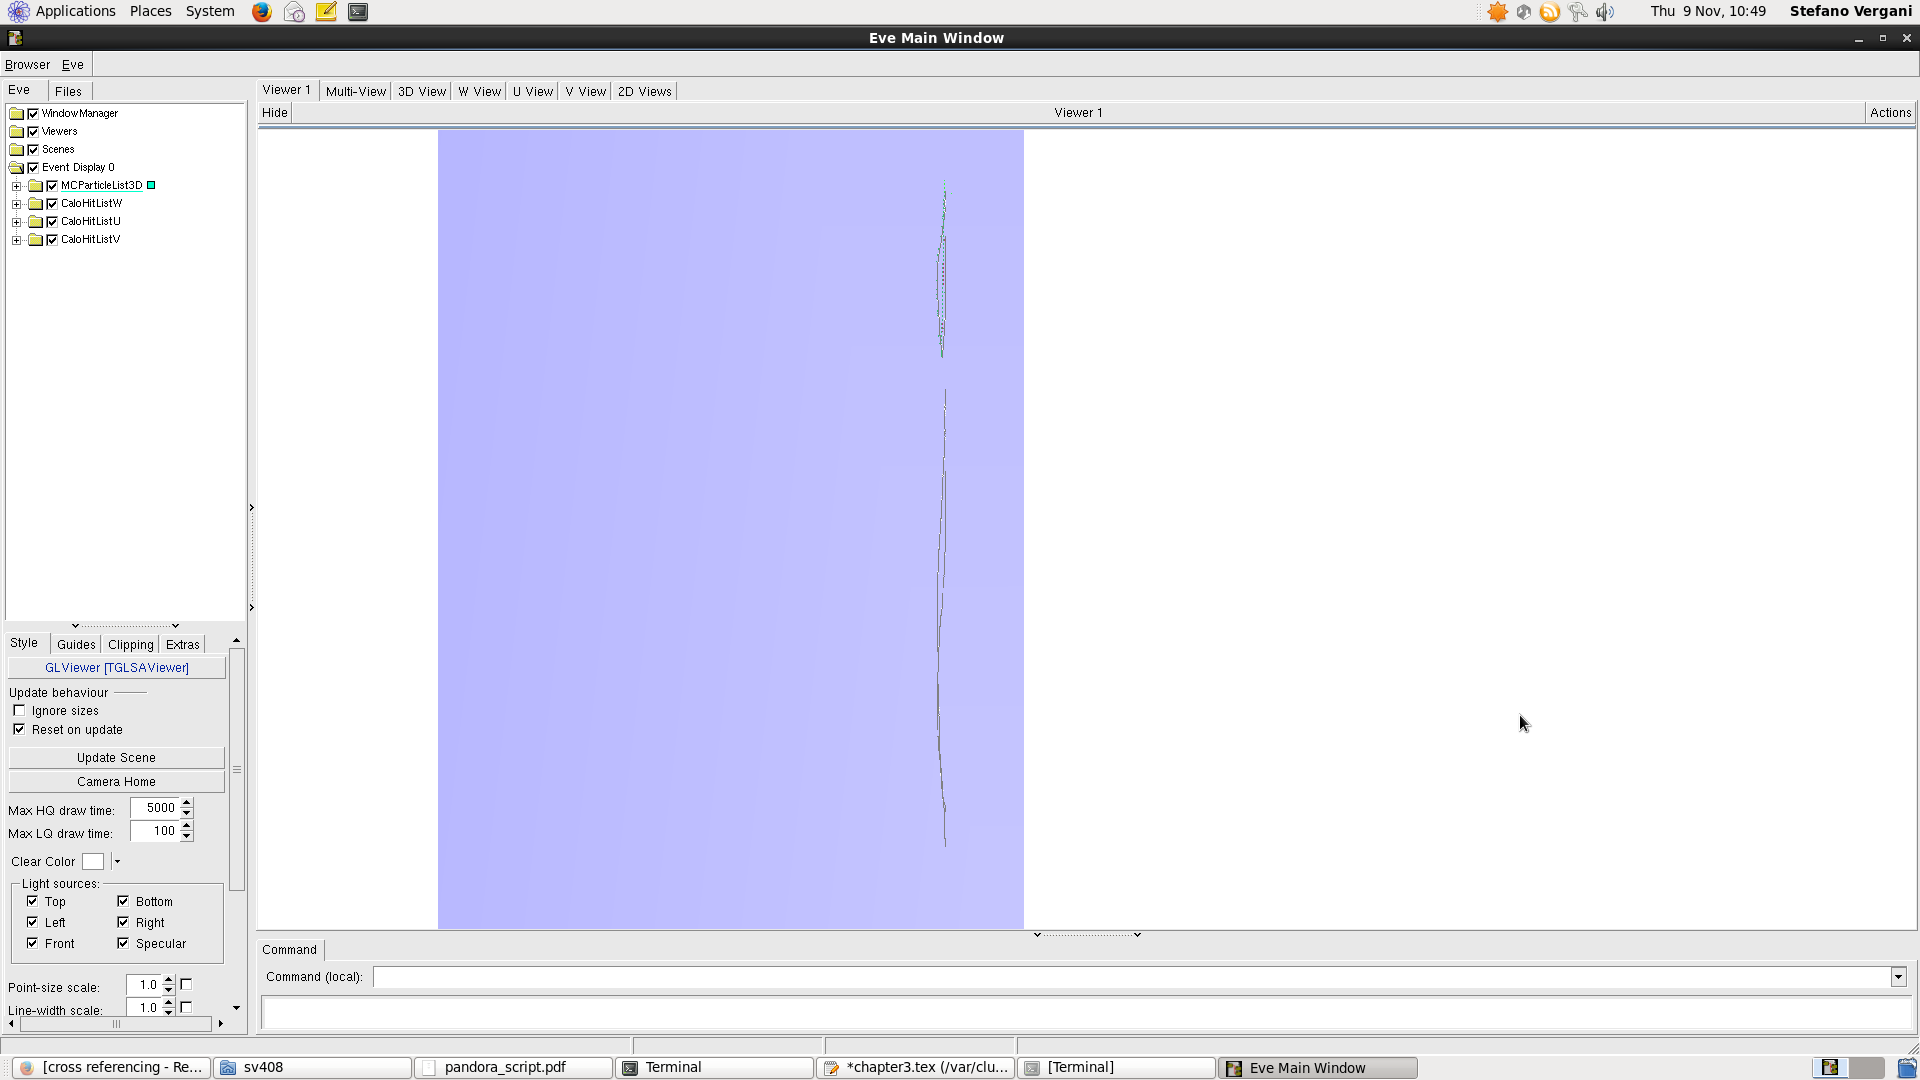 Applications Places System Thu 9 Nov, 10:49 Stefano Vergani
Eve Main Window
Browser Eve
Eve Files
WindowManager
Viewers
Scenes
Event Display 0
MCParticleList3D
CaloHitListW
CaloHitListU
CaloHitListV
Style Guides Clipping Extras
GLViewer [TGLSAViewer]
Update behaviour
Ignore sizes
Reset on update
Update Scene
Camera Home
Max HQ draw time: 5000
Max LQ draw time: 100
Clear Color
Light sources:
Top Bottom
Left Right
Front Specular
Point-size scale: 1.0
Line-width scale: 1.0
Viewer 1 Multi-View 3D View W View U View V View 2D Views
Hide Viewer 1 Actions
Command
Command (local):
[cross referencing - Re... sv408 pandora_script.pdf Terminal *chapter3.tex (/var/clu... [Terminal] Eve Main Window